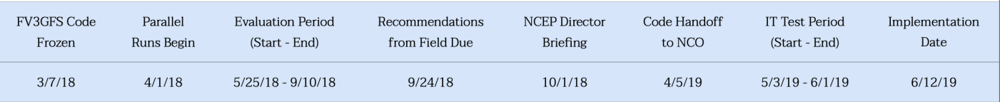 FV3GFS Code Frozen
Parallel Runs Begin
Evaluation Period (Start - End)
Recommendations from Field Due
NCEP Director Briefing
Code Handoff to NCO
IT Test Period (Start - End)
Implementation Date
3/7/18
4/1/18
5/25/18 - 9/10/18
9/24/18
10/1/18
4/5/19
5/3/19 - 6/1/19
6/12/19